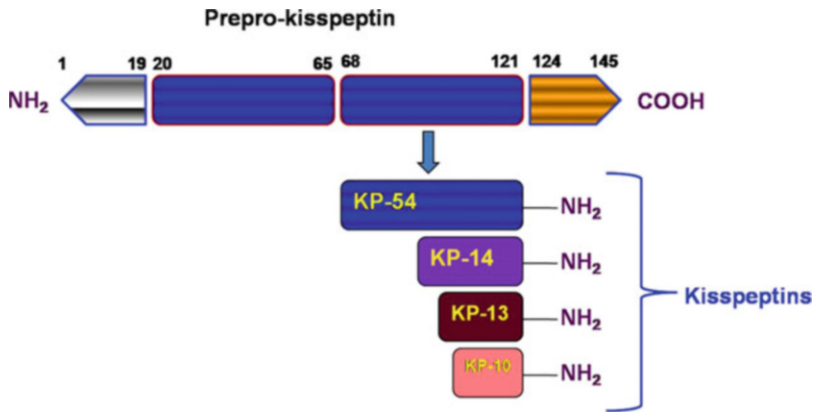 Prepro-kisspeptin
1 19 20 65 68 121 124 145
NH2 COOH
KP-54 NH2
KP-14 NH2
Kisspeptins
KP-13 NH2
KP-10 NH2